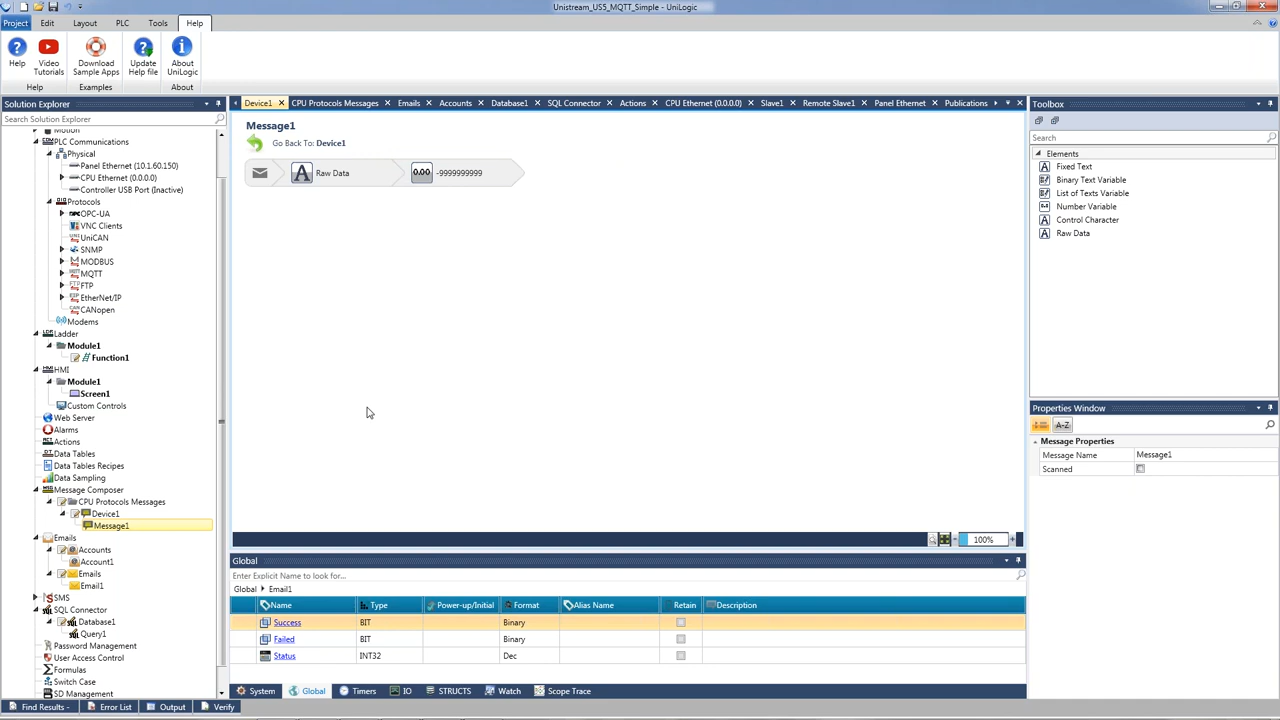 Unistream_US5_MQTT_Simple - UniLogic
Project Edit Layout PLC Tools Help
Help Video Tutorials Download Sample Apps Update Help file About UniLogic
Help Examples About
Solution Explorer
Search Solution Explorer
Motion
PLC Communications
Physical
Panel Ethernet (10.1.60.150)
CPU Ethernet (0.0.0.0)
Controller USB Port (Inactive)
Protocols
OPC-UA
VNC Clients
UniCAN
SNMP
MODBUS
MQTT
FTP
EtherNet/IP
CANopen
Modems
Ladder
Module1
Function1
HMI
Module1
Screen1
Custom Controls
Web Server
Alarms
Actions
Data Tables
Data Tables Recipes
Data Sampling
Message Composer
CPU Protocols Messages
Device1
Message1
Emails
Accounts
Account1
Emails
Email1
SMS
SQL Connector
Database1
Query1
Password Management
User Access Control
Formulas
Switch Case
SD Management
Device1 CPU Protocols Messages Emails Accounts Database1 SQL Connector Actions CPU Ethernet (0.0.0.0) Slave1 Remote Slave1 Panel Ethernet Publications
Message1
Go Back To: Device1
A Raw Data 0.00 -9999999999
100%
Global
Enter Explicit Name to look for...
Global Email1
Name Type Power-up/Initial Format Alias Name Retain Description
Success BIT Binary
Failed BIT Binary
Status INT32 Dec
System Global Timers IO STRUCTS Watch Scope Trace
Toolbox
Search
Elements
Fixed Text
Binary Text Variable
List of Texts Variable
Number Variable
Control Character
Raw Data
Properties Window
A-Z
Message Properties
Message Name Message1
Scanned
Find Results - Error List Output Verify